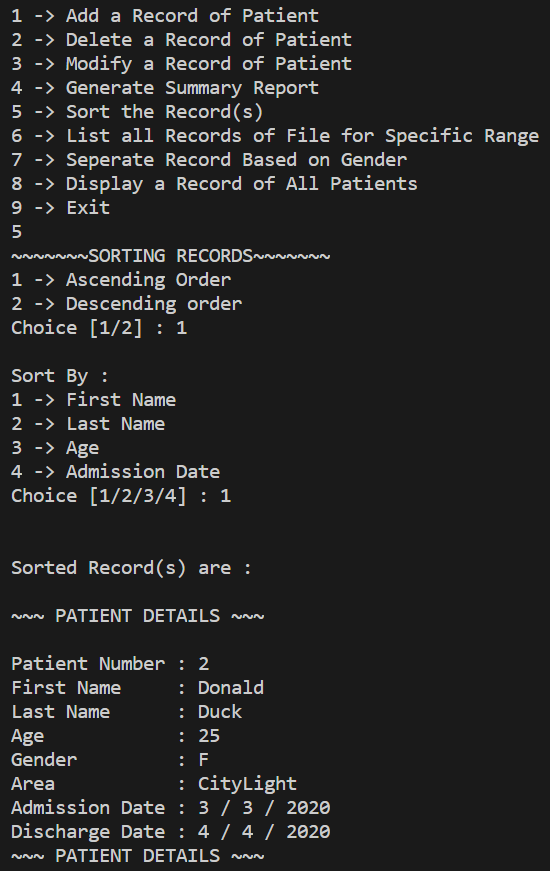 1 -> Add a Record of Patient
2 -> Delete a Record of Patient
3 -> Modify a Record of Patient
4 -> Generate Summary Report
5 -> Sort the Record(s)
6 -> List all Records of File for Specific Range
7 -> Seperate Record Based on Gender
8 -> Display a Record of All Patients
9 -> Exit
5
~~~~~~~SORTING RECORDS~~~~~~~
1 -> Ascending Order
2 -> Descending order
Choice [1/2] : 1
Sort By :
1 -> First Name
2 -> Last Name
3 -> Age
4 -> Admission Date
Choice [1/2/3/4] : 1
Sorted Record(s) are :
~~~ PATIENT DETAILS ~~~
Patient Number : 2
First Name     : Donald
Last Name      : Duck
Age            : 25
Gender         : F
Area           : CityLight
Admission Date : 3 / 3 / 2020
Discharge Date : 4 / 4 / 2020
~~~ PATIENT DETAILS ~~~